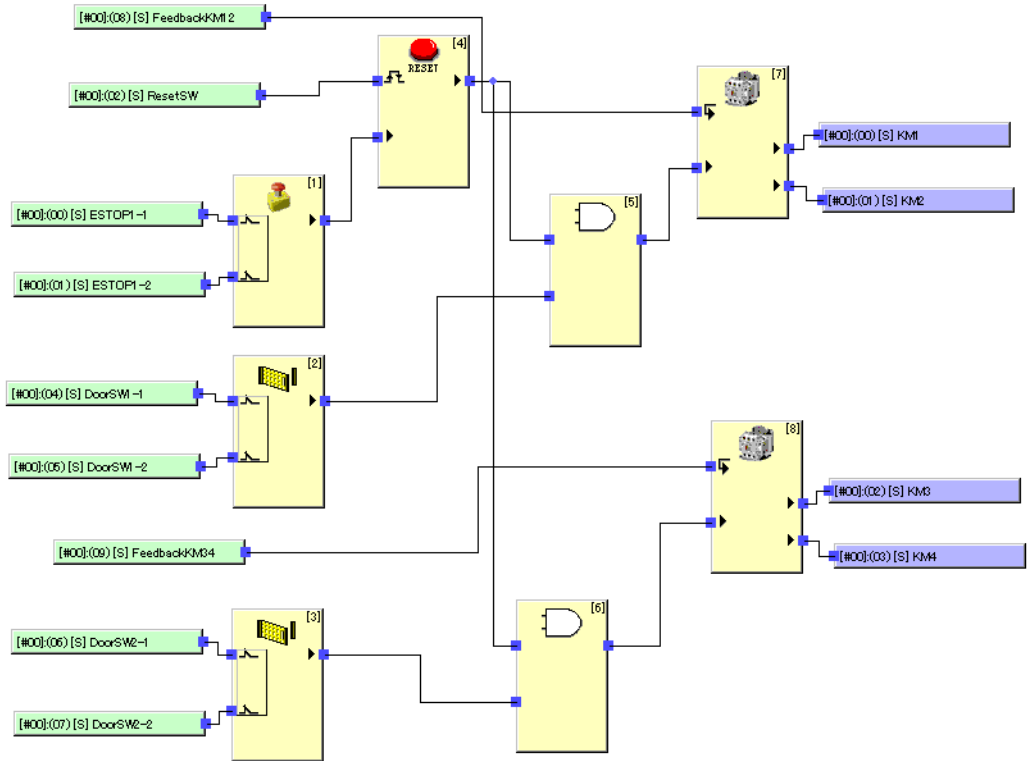 [#00]:(08) [S] FeedbackKM12
[4]
RESET
[#00]:(02) [S] ResetSW
[7]
[#00]:(00) [S] KM1
[1]
[5]
[#00]:(00) [S] ESTOP1-1
[#00]:(01) [S] KM2
[#00]:(01) [S] ESTOP1-2
[2]
[#00]:(04) [S] DoorSW1-1
[8]
[#00]:(05) [S] DoorSW1-2
[#00]:(02) [S] KM3
[#00]:(09) [S] FeedbackKM34
[#00]:(03) [S] KM4
[3]
[6]
[#00]:(06) [S] DoorSW2-1
[#00]:(07) [S] DoorSW2-2